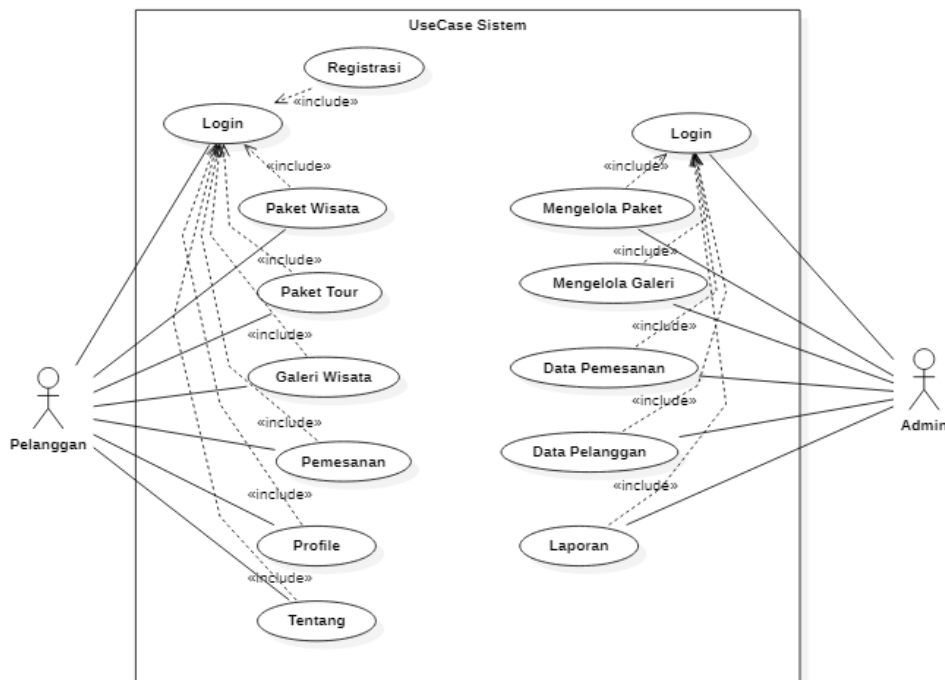 UseCase Sistem
Registrasi
«include»
Login
Login
«include»
«include»
Paket Wisata
Mengelola Paket
«include»
«include»
Paket Tour
Mengelola Galeri
«include»
«include»
Galeri Wisata
Data Pemesanan
«include»
Pelanggan
Admin
Pemesanan
Data Pelanggan
«include»
«include»
Profile
Laporan
«include»
Tentang